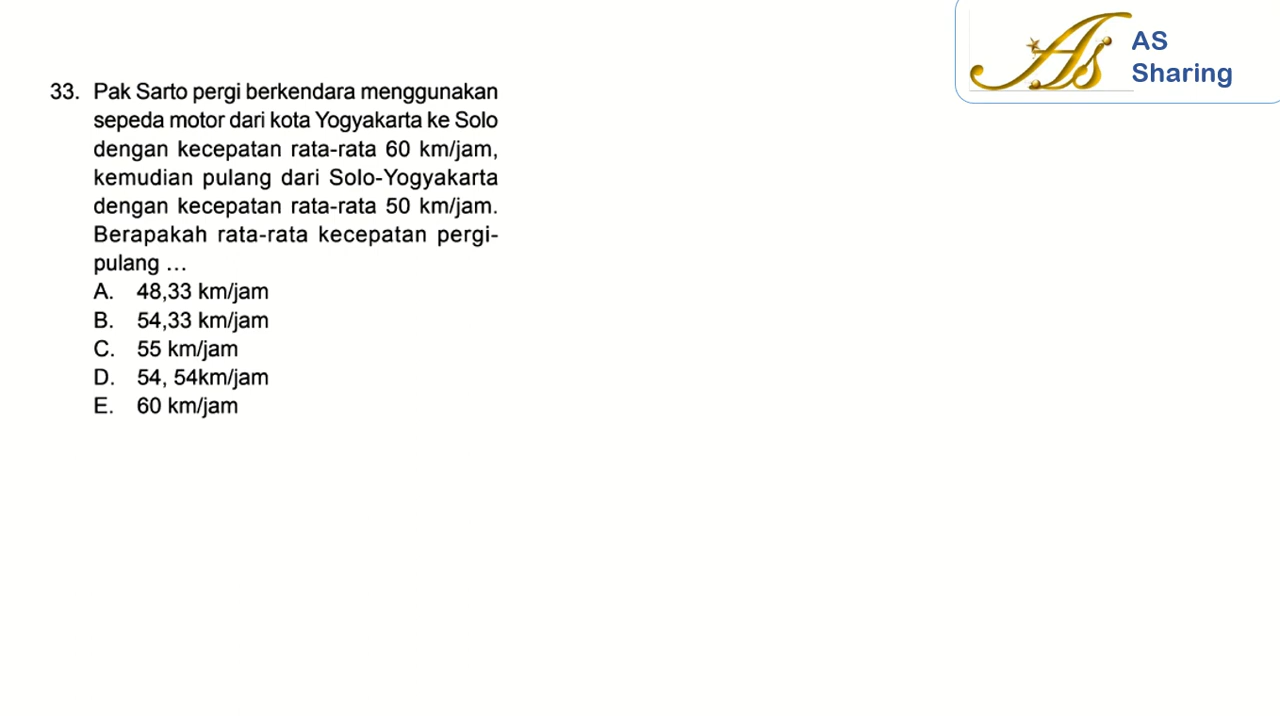 AS
Sharing
33. Pak Sarto pergi berkendara menggunakan
sepeda motor dari kota Yogyakarta ke Solo
dengan kecepatan rata-rata 60 km/jam,
kemudian pulang dari Solo-Yogyakarta
dengan kecepatan rata-rata 50 km/jam.
Berapakah rata-rata kecepatan pergi-
pulang ...
A. 48,33 km/jam
B. 54,33 km/jam
C. 55 km/jam
D. 54, 54km/jam
E. 60 km/jam